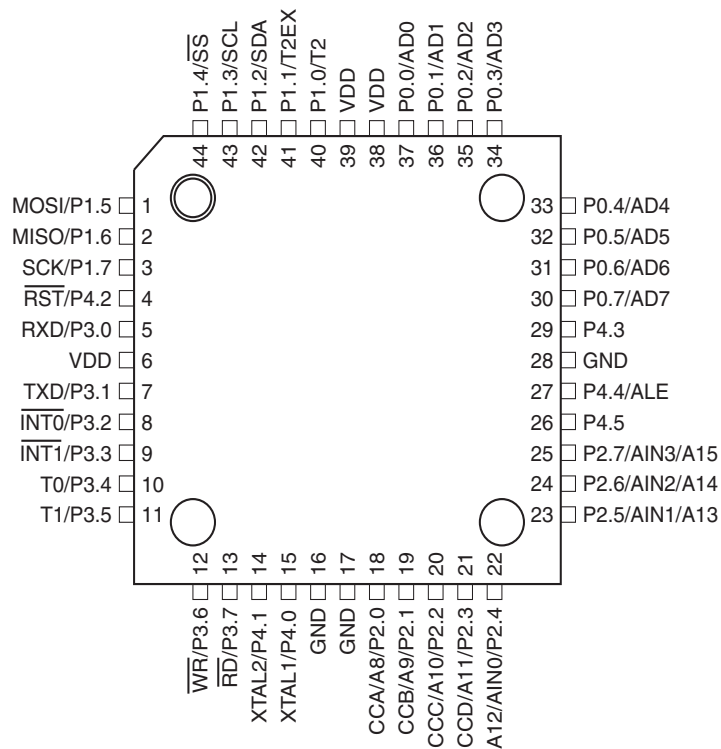 P1.4/S̅S̅
P1.3/SCL
P1.2/SDA
P1.1/T2EX
P1.0/T2
VDD
VDD
P0.0/AD0
P0.1/AD1
P0.2/AD2
P0.3/AD3
44
43
42
41
40
39
38
37
36
35
34
MOSI/P1.5 1
MISO/P1.6 2
SCK/P1.7 3
R̅S̅T̅/P4.2 4
RXD/P3.0 5
VDD 6
TXD/P3.1 7
I̅N̅T̅0̅/P3.2 8
I̅N̅T̅1̅/P3.3 9
T0/P3.4 10
T1/P3.5 11
33 P0.4/AD4
32 P0.5/AD5
31 P0.6/AD6
30 P0.7/AD7
29 P4.3
28 GND
27 P4.4/ALE
26 P4.5
25 P2.7/AIN3/A15
24 P2.6/AIN2/A14
23 P2.5/AIN1/A13
12
13
14
15
16
17
18
19
20
21
22
W̅R̅/P3.6
R̅D̅/P3.7
XTAL2/P4.1
XTAL1/P4.0
GND
GND
CCA/A8/P2.0
CCB/A9/P2.1
CCC/A10/P2.2
CCD/A11/P2.3
A12/AIN0/P2.4